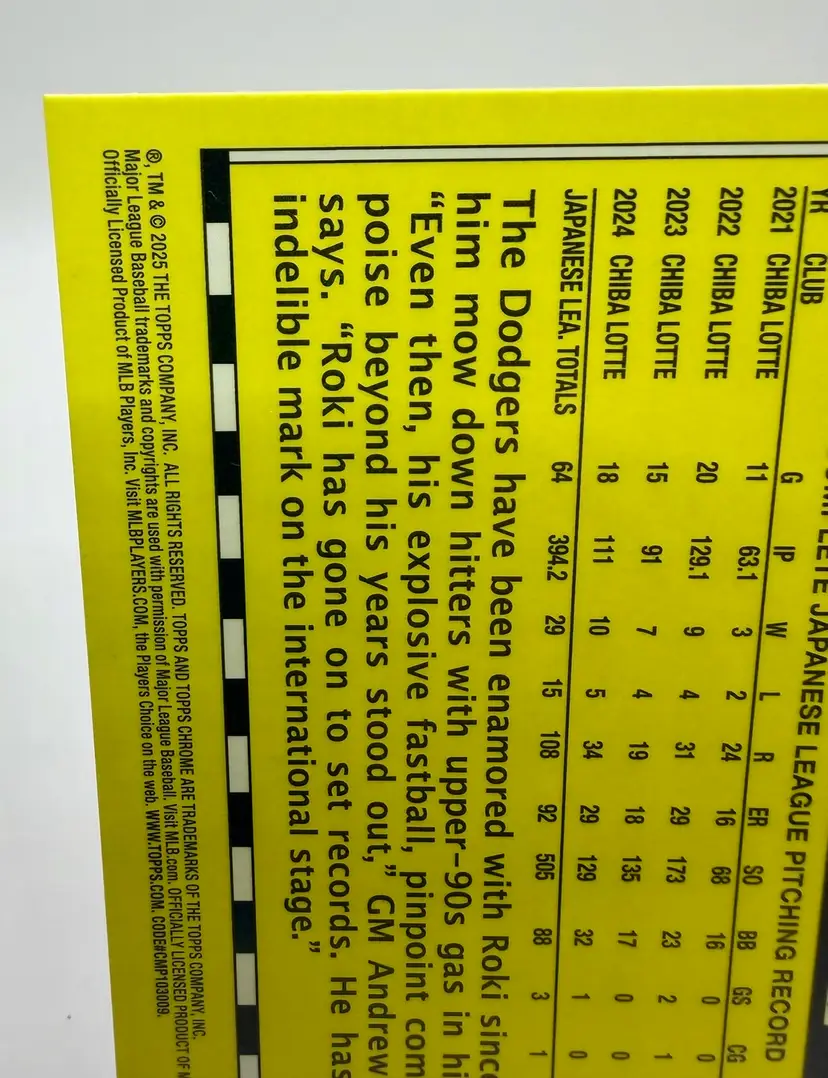 COMPLETE JAPANESE LEAGUE PITCHING RECORD
YR CLUB G IP W L R ER SO BB GS CG
2021 CHIBA LOTTE 11 63.1 3 2 24 16 68 16 0 0
2022 CHIBA LOTTE 20 129.1 9 4 31 29 173 23 2 1
2023 CHIBA LOTTE 15 91 7 4 19 18 135 17 0 0
2024 CHIBA LOTTE 18 111 10 5 34 29 129 32 1 0
JAPANESE LEA. TOTALS 64 394.2 29 15 108 92 505 88 3 1
The Dodgers have been enamored with Roki since
him mow down hitters with upper-90s gas in hi
“Even then, his explosive fastball, pinpoint com
poise beyond his years stood out,” GM Andrew
says. “Roki has gone on to set records. He has
indelible mark on the international stage.”
®, TM & © 2025 THE TOPPS COMPANY, INC. ALL RIGHTS RESERVED. TOPPS AND TOPPS CHROME ARE TRADEMARKS OF THE TOPPS COMPANY, INC.
Major League Baseball trademarks and copyrights are used with permission of Major League Baseball. Visit MLB.com. OFFICIALLY LICENSED PRODUCT OF M
Officially Licensed Product of MLB Players, Inc. Visit MLBPLAYERS.COM, the Players Choice on the web. WWW.TOPPS.COM. CODE#CMP103009.